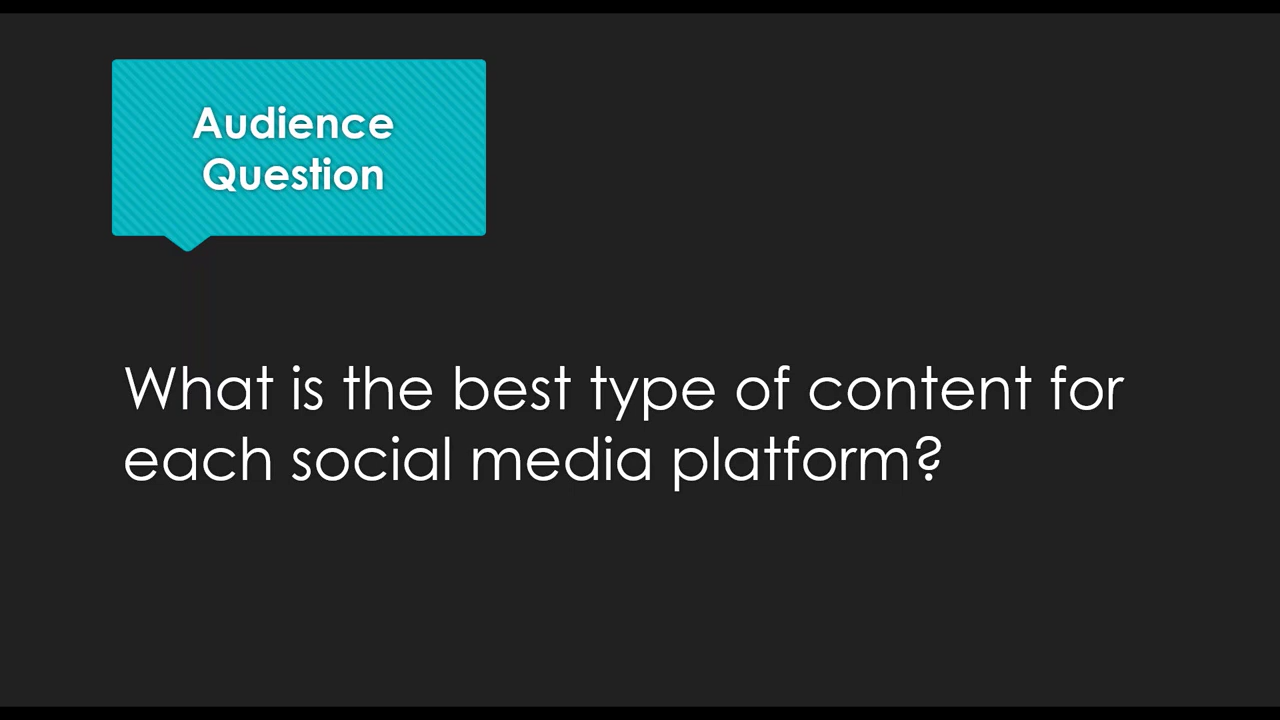 Audience
Question
What is the best type of content for
each social media platform?